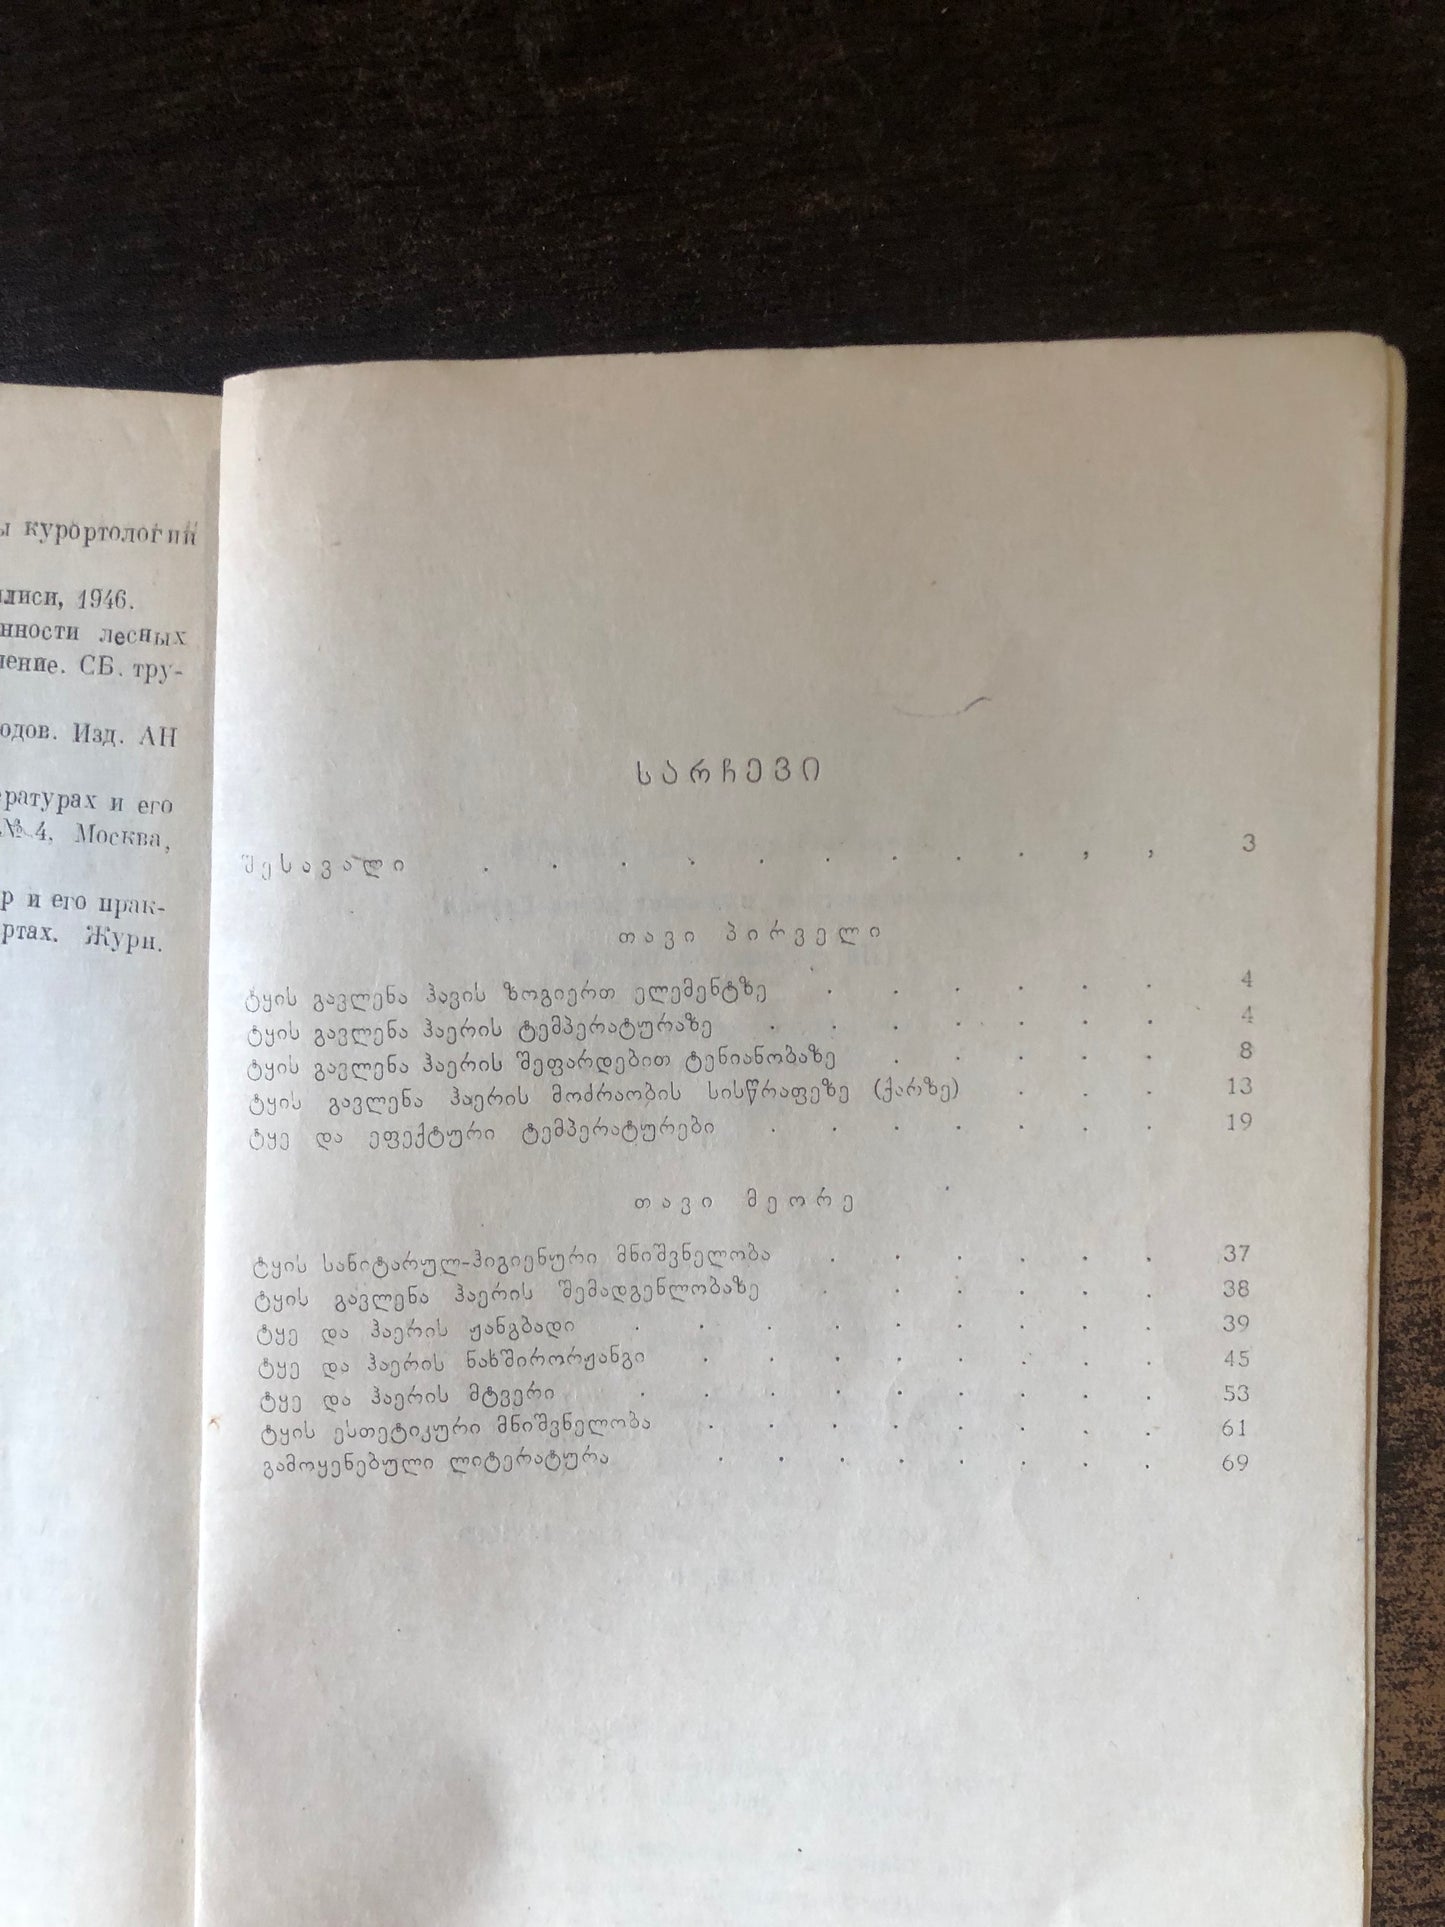 ы курортологии
лиси, 1946.
нности лесных
ление. СБ. тру-
одов. Изд. АН
ературах и его
№ 4, Москва,
р и его прак-
ртах. Журн.
სარჩევი
შესავალი . . . . . . . . . , , 3
თავი პირველი
ტყის გავლენა ჰავის ზოგიერთ ელემენტზე . . . . . . 4
ტყის გავლენა ჰაერის ტემპერატურაზე . . . . . . . 4
ტყის გავლენა ჰაერის შეფარდებით ტენიანობაზე . . . . . 8
ტყის გავლენა ჰაერის მოძრაობის სისწრაფეზე (ქარზე) . . . 13
ტყე და ეფექტური ტემპერატურები . . . . . . . 19
თავი მეორე
ტყის სანიტარულ-ჰიგიენური მნიშვნელობა . . . . . . 37
ტყის გავლენა ჰაერის შემადგენლობაზე . . . . . . 38
ტყე და ჰაერის ჟანგბადი . . . . . . . . . 39
ტყე და ჰაერის ნახშირორჟანგი . . . . . . . . 45
ტყე და ჰაერის მტვერი . . . . . . . . . 53
ტყის ესთეტიკური მნიშვნელობა . . . . . . . . 61
გამოყენებული ლიტერატურა . . . . . . . . 69